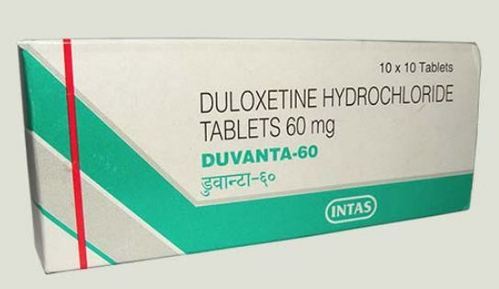 10 x 10 Tablets
DULOXETINE HYDROCHLORIDE
TABLETS 60 mg
DUVANTA-60
डुवान्टा-६०
INTAS